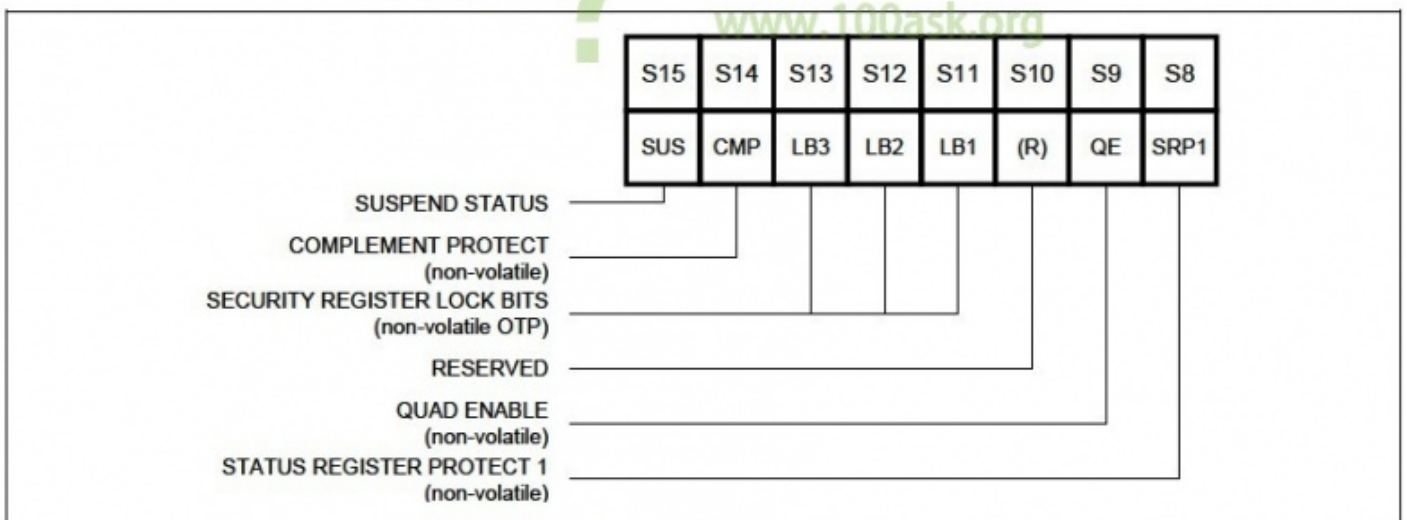 www.100ask.org
S15 S14 S13 S12 S11 S10 S9 S8
SUS CMP LB3 LB2 LB1 (R) QE SRP1
SUSPEND STATUS
COMPLEMENT PROTECT
(non-volatile)
SECURITY REGISTER LOCK BITS
(non-volatile OTP)
RESERVED
QUAD ENABLE
(non-volatile)
STATUS REGISTER PROTECT 1
(non-volatile)